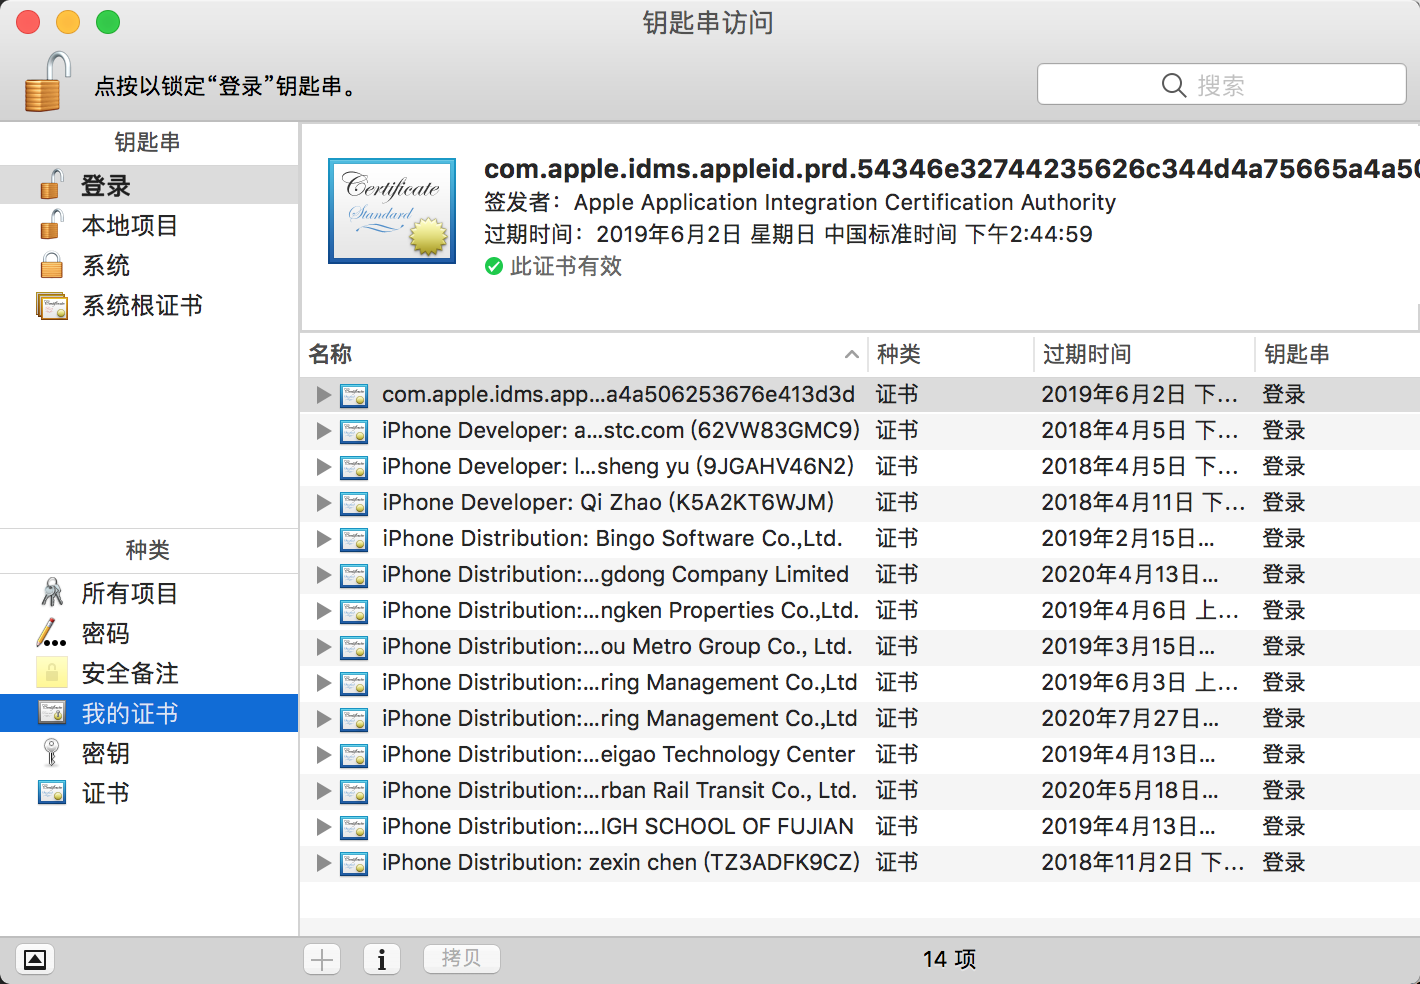 钥匙串访问
点按以锁定“登录”钥匙串。
搜索
钥匙串
登录
本地项目
系统
系统根证书
种类
所有项目
密码
安全备注
我的证书
密钥
证书
Certificate
Standard
com.apple.idms.appleid.prd.54346e32744235626c344d4a75665a4a50
签发者：Apple Application Integration Certification Authority
过期时间：2019年6月2日 星期日 中国标准时间 下午2:44:59
此证书有效
名称 种类 过期时间 钥匙串
com.apple.idms.app...a4a506253676e413d3d 证书 2019年6月2日 下... 登录
iPhone Developer: a...stc.com (62VW83GMC9) 证书 2018年4月5日 下... 登录
iPhone Developer: l...sheng yu (9JGAHV46N2) 证书 2018年4月5日 下... 登录
iPhone Developer: Qi Zhao (K5A2KT6WJM) 证书 2018年4月11日 下... 登录
iPhone Distribution: Bingo Software Co.,Ltd. 证书 2019年2月15日... 登录
iPhone Distribution:...gdong Company Limited 证书 2020年4月13日... 登录
iPhone Distribution:...ngken Properties Co.,Ltd. 证书 2019年4月6日 上... 登录
iPhone Distribution:...ou Metro Group Co., Ltd. 证书 2019年3月15日... 登录
iPhone Distribution:...ring Management Co.,Ltd 证书 2019年6月3日 上... 登录
iPhone Distribution:...ring Management Co.,Ltd 证书 2020年7月27日... 登录
iPhone Distribution:...eigao Technology Center 证书 2019年4月13日... 登录
iPhone Distribution:...rban Rail Transit Co., Ltd. 证书 2020年5月18日... 登录
iPhone Distribution:...IGH SCHOOL OF FUJIAN 证书 2019年4月13日... 登录
iPhone Distribution: zexin chen (TZ3ADFK9CZ) 证书 2018年11月2日 下... 登录
拷贝
14 项